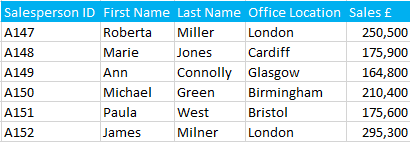 Salesperson ID First Name Last Name Office Location Sales £
A147 Roberta Miller London 250,500
A148 Marie Jones Cardiff 175,900
A149 Ann Connolly Glasgow 164,800
A150 Michael Green Birmingham 210,400
A151 Paula West Bristol 175,600
A152 James Milner London 295,300